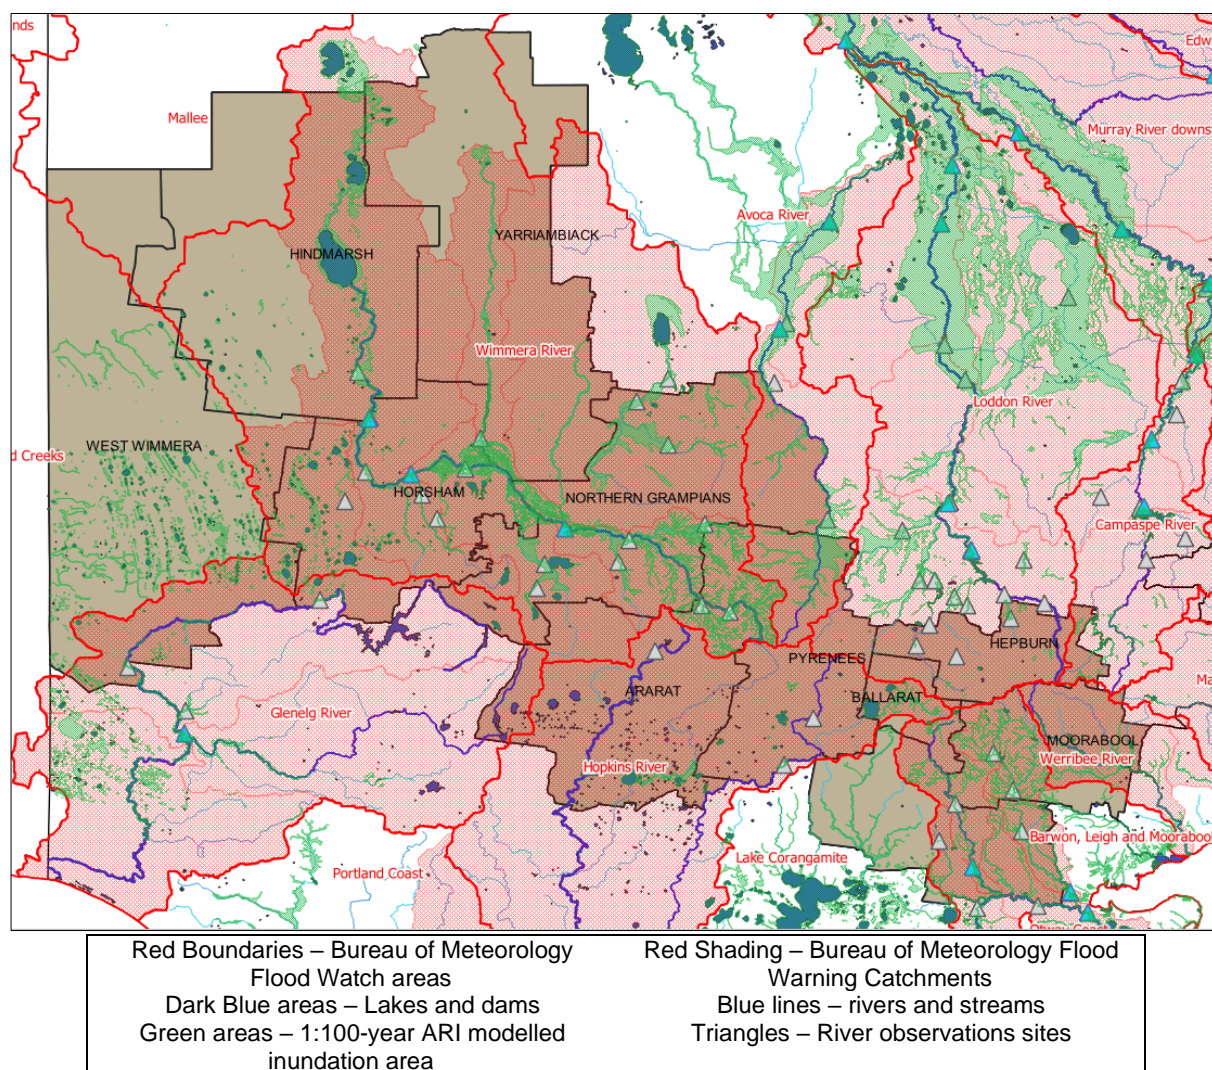 nds
Edw
Mallee
Murray River downs
Avoca River
YARRIAMBIACK
HINDMARSH
Wimmera River
Loddon River
WEST WIMMERA
d Creeks
HORSHAM
NORTHERN GRAMPIANS
Campaspe River
HEPBURN
PYRENEES
Ma
ARARAT
BALLARAT
Glenelg River
MOORABOOL
Werribee River
Hopkins River
Barwon, Leigh and Moorabool
Lake Corangamite
Portland Coast
Otway Coast
Red Boundaries – Bureau of Meteorology
Flood Watch areas
Dark Blue areas – Lakes and dams
Green areas – 1:100-year ARI modelled
inundation area
Red Shading – Bureau of Meteorology Flood
Warning Catchments
Blue lines – rivers and streams
Triangles – River observations sites